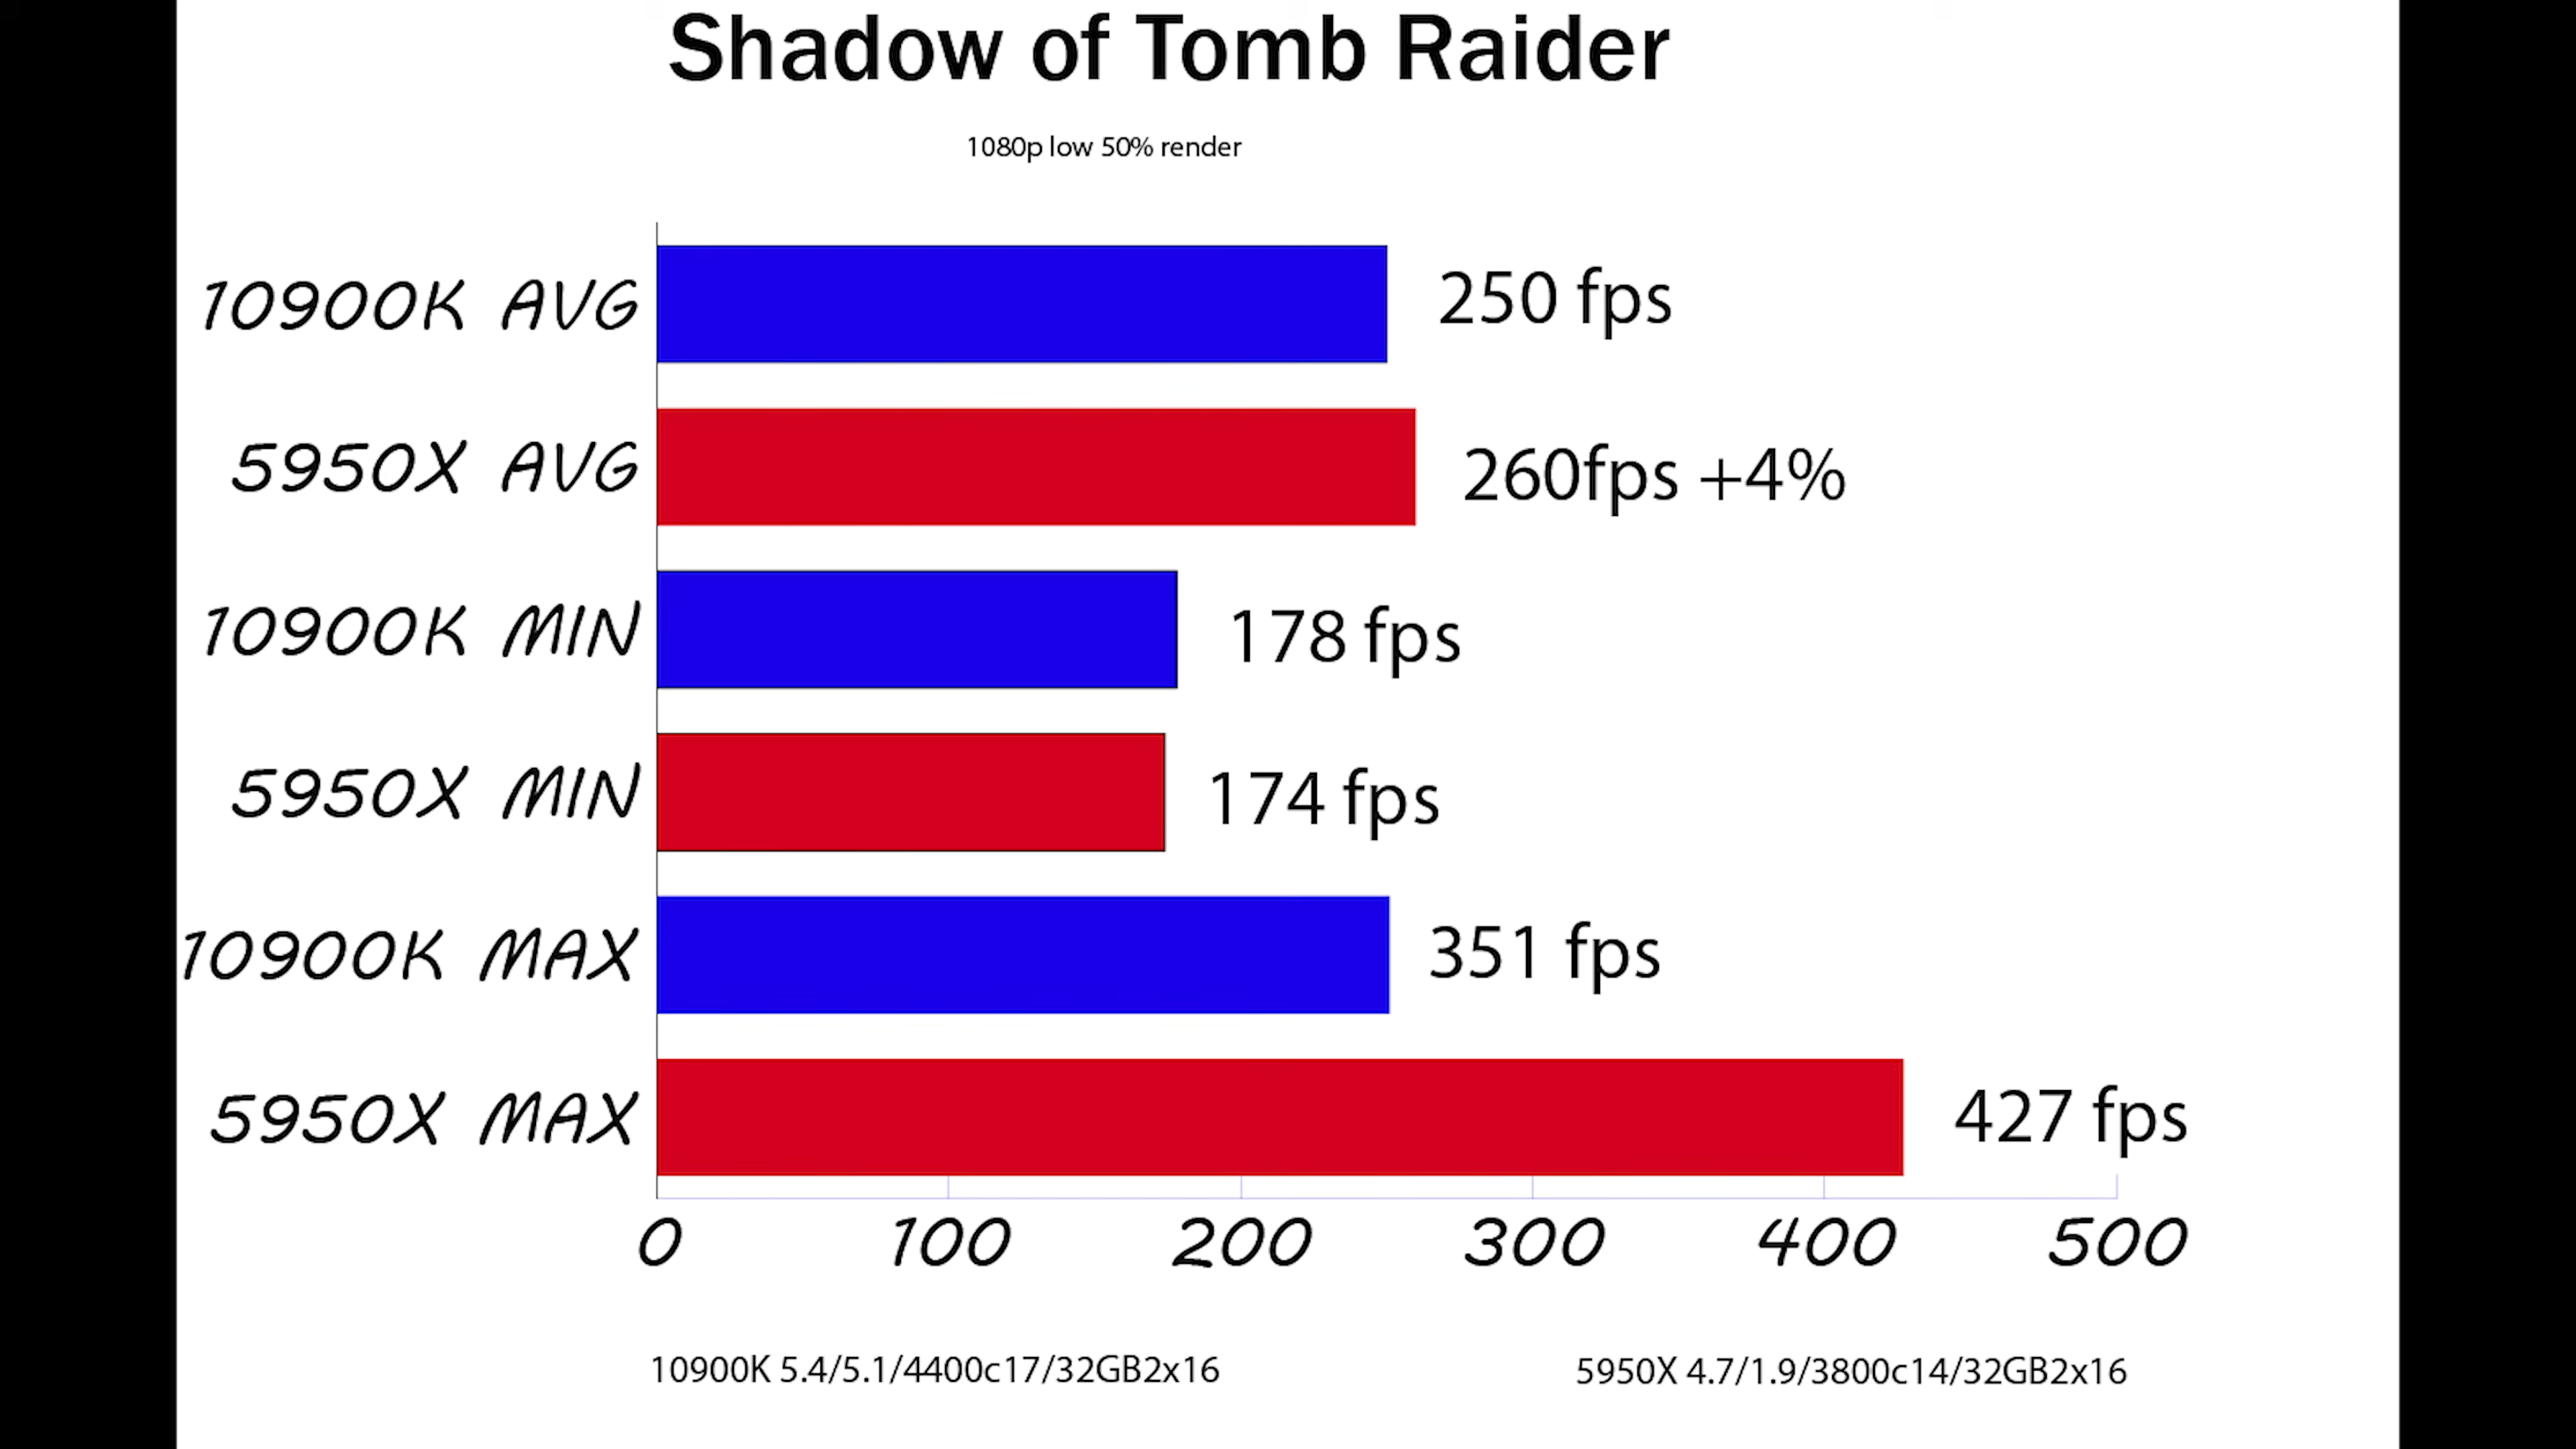 Shadow of Tomb Raider
1080p low 50% render
10900K AVG 250 fps
5950X AVG 260fps +4%
10900K MIN 178 fps
5950X MIN 174 fps
10900K MAX 351 fps
5950X MAX 427 fps
0 100 200 300 400 500
10900K 5.4/5.1/4400c17/32GB2x16 5950X 4.7/1.9/3800c14/32GB2x16